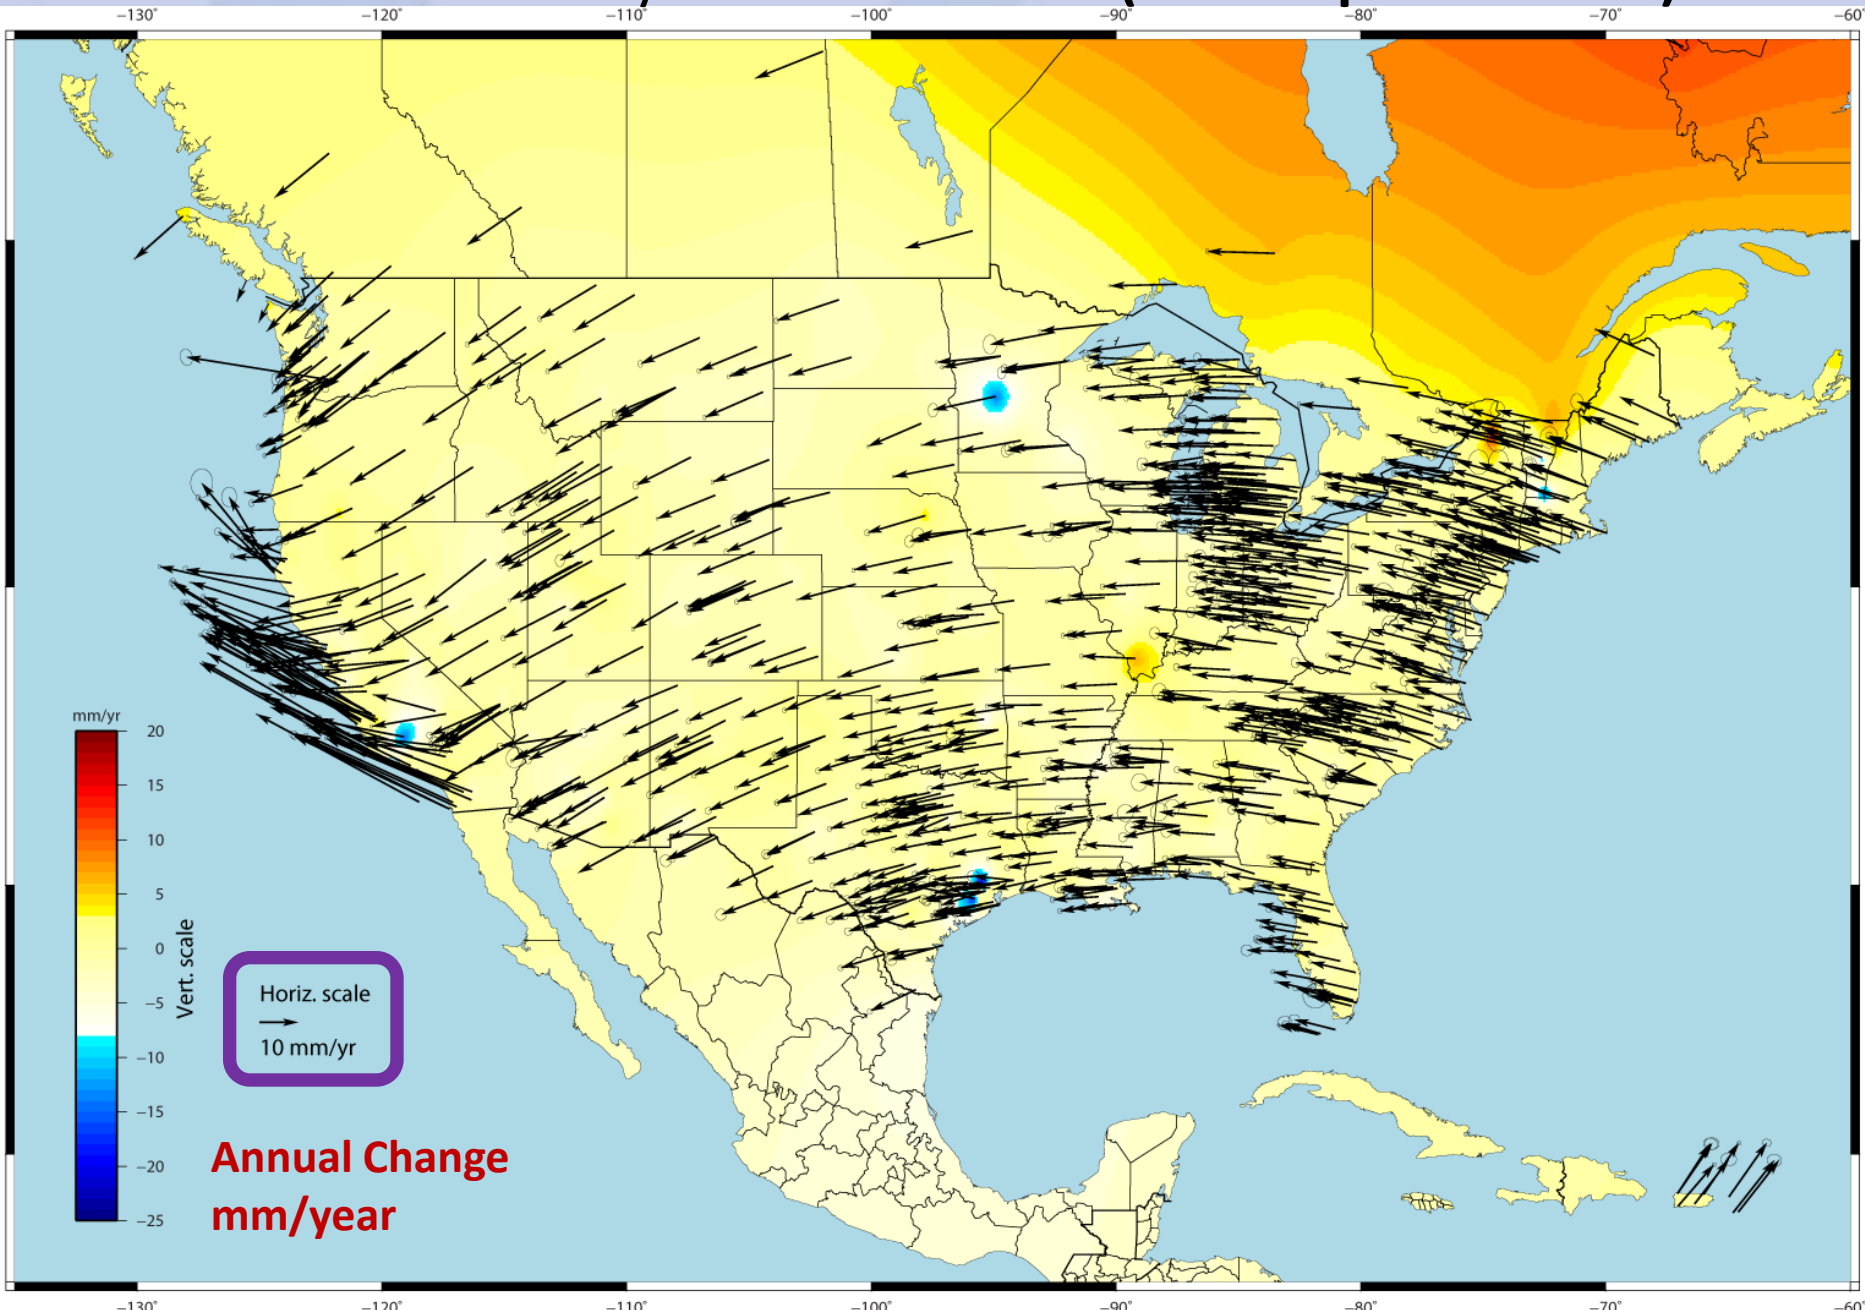 −130˚ −120˚ −110˚ −100˚ −90˚ −80˚ −70˚ −60˚
mm/yr
20
15
10
5
0
−5
−10
−15
−20
−25
Vert. scale
Horiz. scale
10 mm/yr
Annual Change
mm/year
−130˚ −120˚ −110˚ −100˚ −90˚ −80˚ −70˚ −60˚